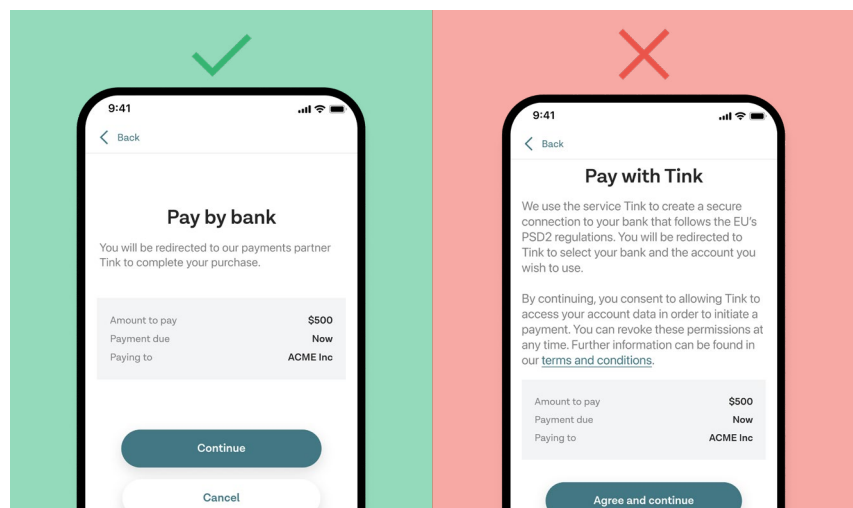 9:41
Back
Pay by bank
You will be redirected to our payments partner
Tink to complete your purchase.
Amount to pay $500
Payment due Now
Paying to ACME Inc
Continue
Cancel
9:41
Back
Pay with Tink
We use the service Tink to create a secure
connection to your bank that follows the EU's
PSD2 regulations. You will be redirected to
Tink to select your bank and the account you
wish to use.
By continuing, you consent to allowing Tink to
access your account data in order to initiate a
payment. You can revoke these permissions at
any time. Further information can be found in
our terms and conditions.
Amount to pay $500
Payment due Now
Paying to ACME Inc
Agree and continue